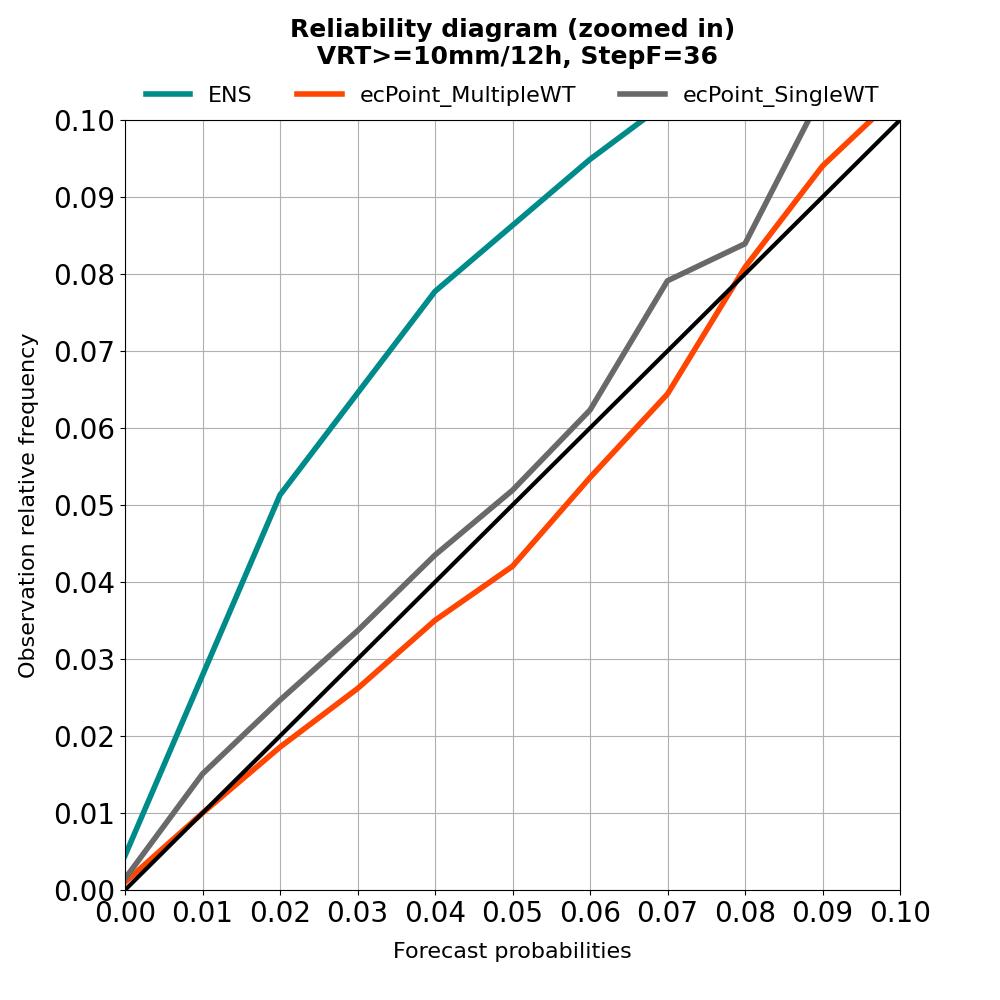 Reliability diagram (zoomed in)
VRT>=10mm/12h, StepF=36
ENS ecPoint_MultipleWT ecPoint_SingleWT
0.10
0.09
0.08
0.07
0.06
0.05
0.04
0.03
0.02
0.01
0.00
Observation relative frequency
0.00 0.01 0.02 0.03 0.04 0.05 0.06 0.07 0.08 0.09 0.10
Forecast probabilities